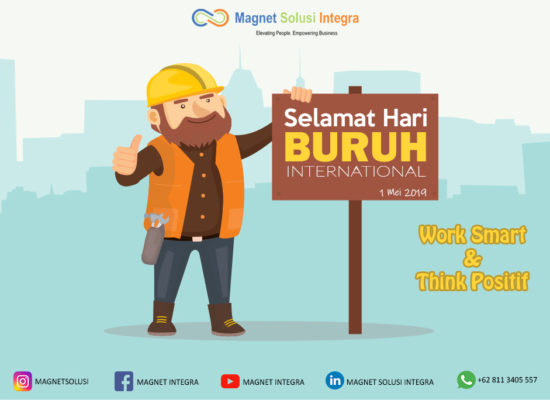 Magnet Solusi Integra
Elevating People. Empowering Business
Selamat Hari
BURUH
INTERNATIONAL
1 Mei 2019
Work Smart
&
Think Positif
MAGNETSOLUSI
MAGNET INTEGRA
MAGNET INTEGRA
MAGNET SOLUSI INTEGRA
+62 811 3405 557